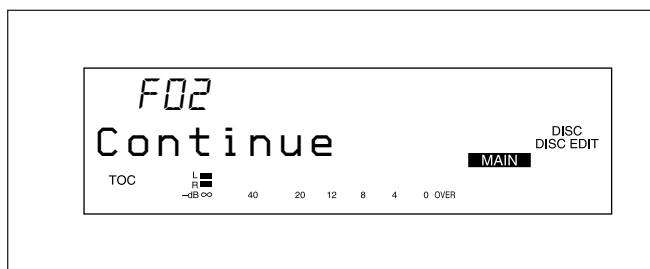 F02
Continue
DISC
DISC EDIT
MAIN
TOC
L
R
–dB ∞ 40 20 12 8 4 0 OVER